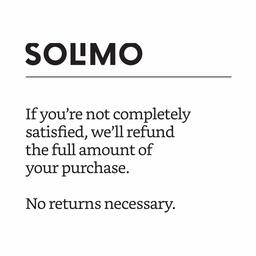 SOLIMO
If you're not completely
satisfied, we'll refund
the full amount of
your purchase.
No returns necessary.